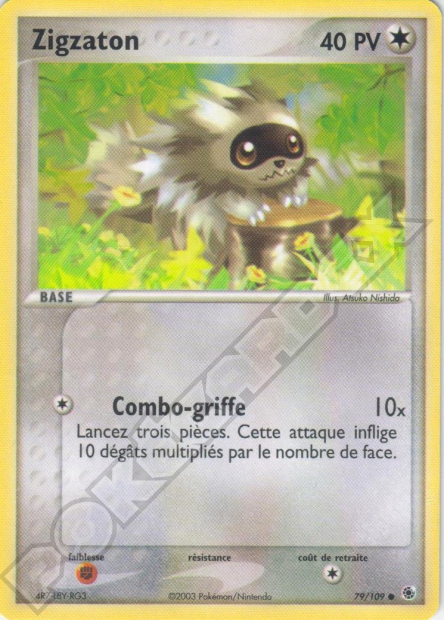 Zigzaton 40 PV
BASE Illus. Atsuko Nishida
Combo-griffe 10x
Lancez trois pièces. Cette attaque inflige
10 dégâts multipliés par le nombre de face.
faiblesse résistance coût de retraite
©2003 Pokémon/Nintendo 79/109